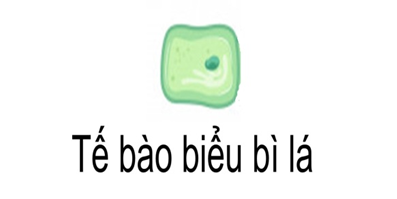 Tế bào biểu bì lá